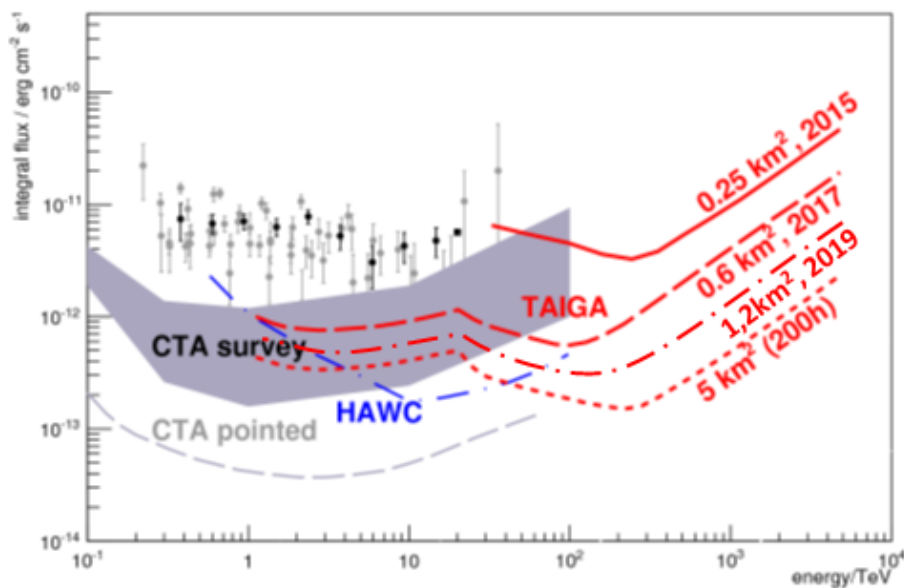 integral flux / erg cm⁻² s⁻¹
10⁻¹⁰
10⁻¹¹
10⁻¹²
10⁻¹³
10⁻¹⁴
0.25 km², 2015
0.6 km², 2017
1,2km², 2019
5 km² (200h)
TAIGA
CTA survey
HAWC
CTA pointed
10⁻¹
1
10
10²
10³
10⁴
energy/TeV